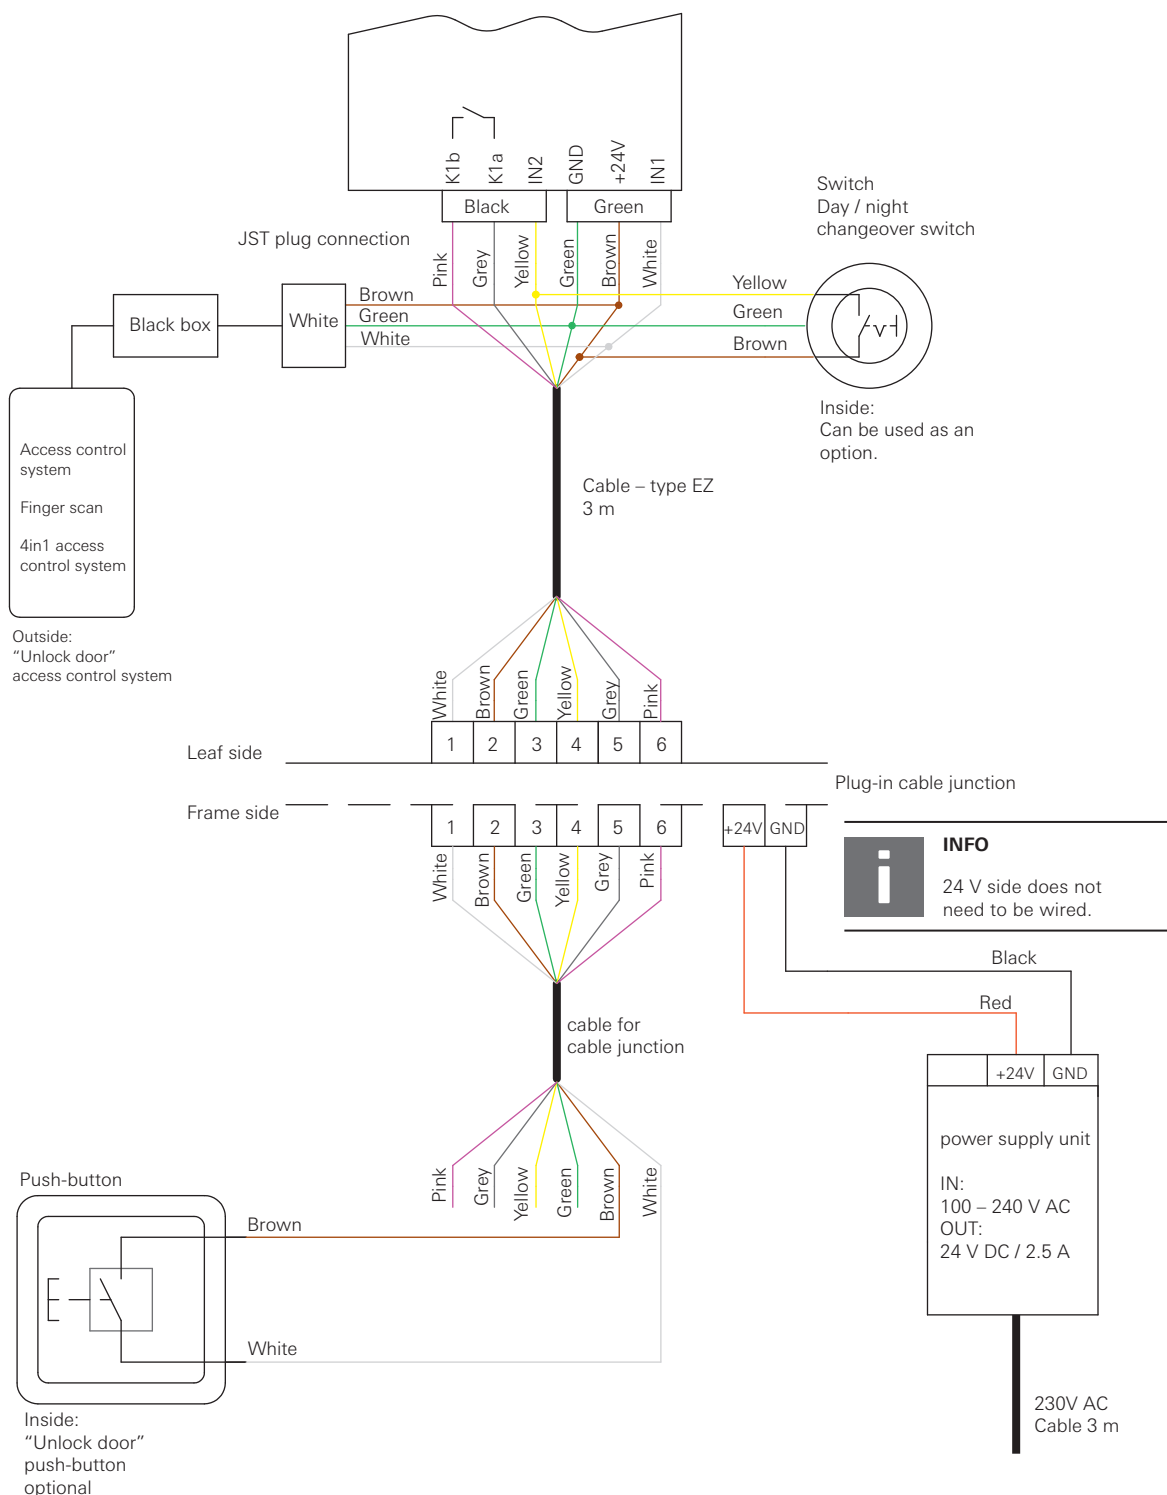 K1b
K1a
IN2
GND
+24V
IN1
Black
Green
JST plug connection
Pink
Grey
Yellow
Green
Brown
White
Switch
Day / night
changeover switch
Black box
White
Brown
Green
White
Yellow
Green
Brown
Access control
system
Finger scan
4in1 access
control system
Outside:
“Unlock door”
access control system
Inside:
Can be used as an
option.
Cable – type EZ
3 m
White
Brown
Green
Yellow
Grey
Pink
1 2 3 4 5 6
Leaf side
Plug-in cable junction
Frame side
1 2 3 4 5 6
+24V GND
White
Brown
Green
Yellow
Grey
Pink
INFO
24 V side does not
need to be wired.
Black
Red
cable for
cable junction
+24V GND
power supply unit
IN:
100 – 240 V AC
OUT:
24 V DC / 2.5 A
230V AC
Cable 3 m
Pink
Grey
Yellow
Green
Brown
White
Push-button
Brown
White
Inside:
“Unlock door”
push-button
optional